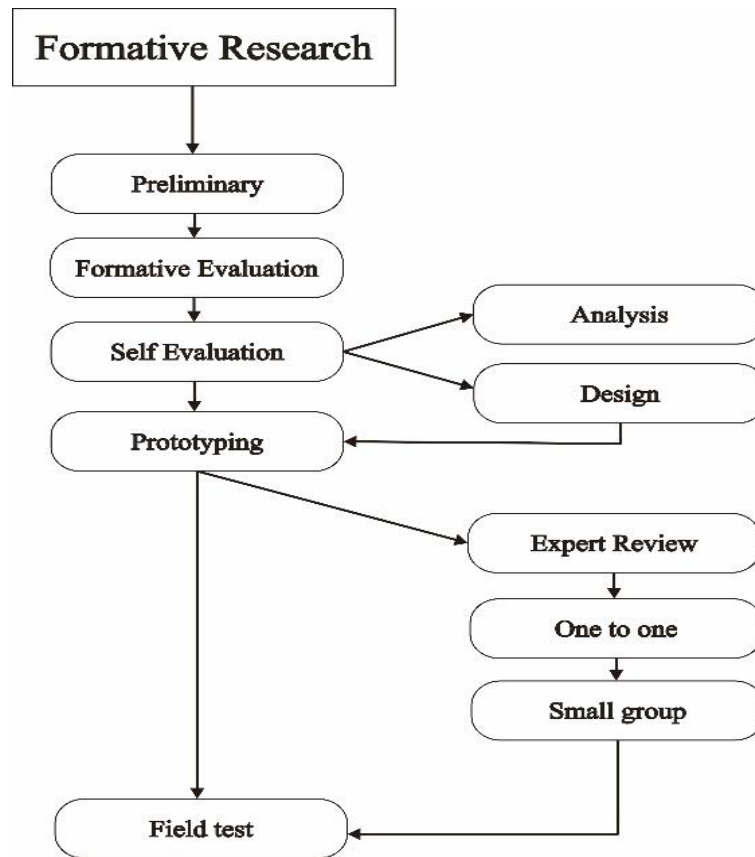 Formative Research
Preliminary
Formative Evaluation
Self Evaluation
Analysis
Design
Prototyping
Expert Review
One to one
Small group
Field test